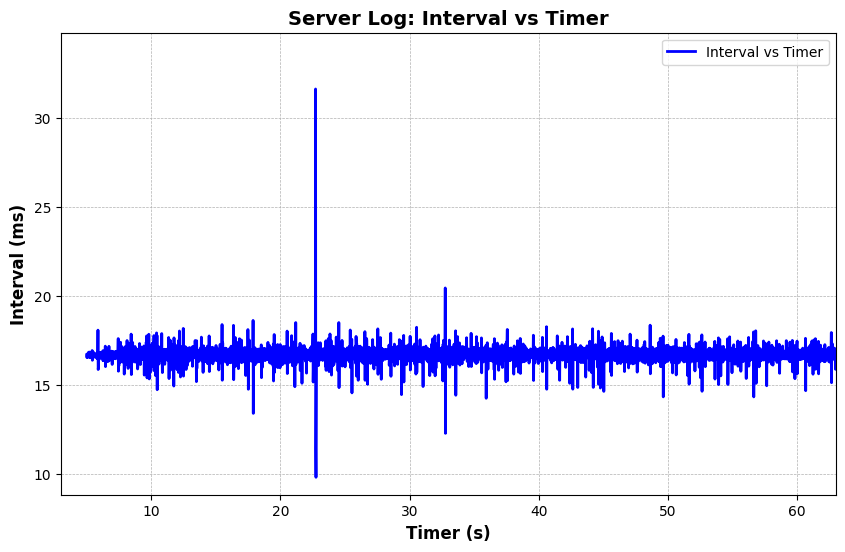 Server Log: Interval vs Timer
Interval vs Timer
Interval (ms)
30
25
20
15
10
10 20 30 40 50 60
Timer (s)